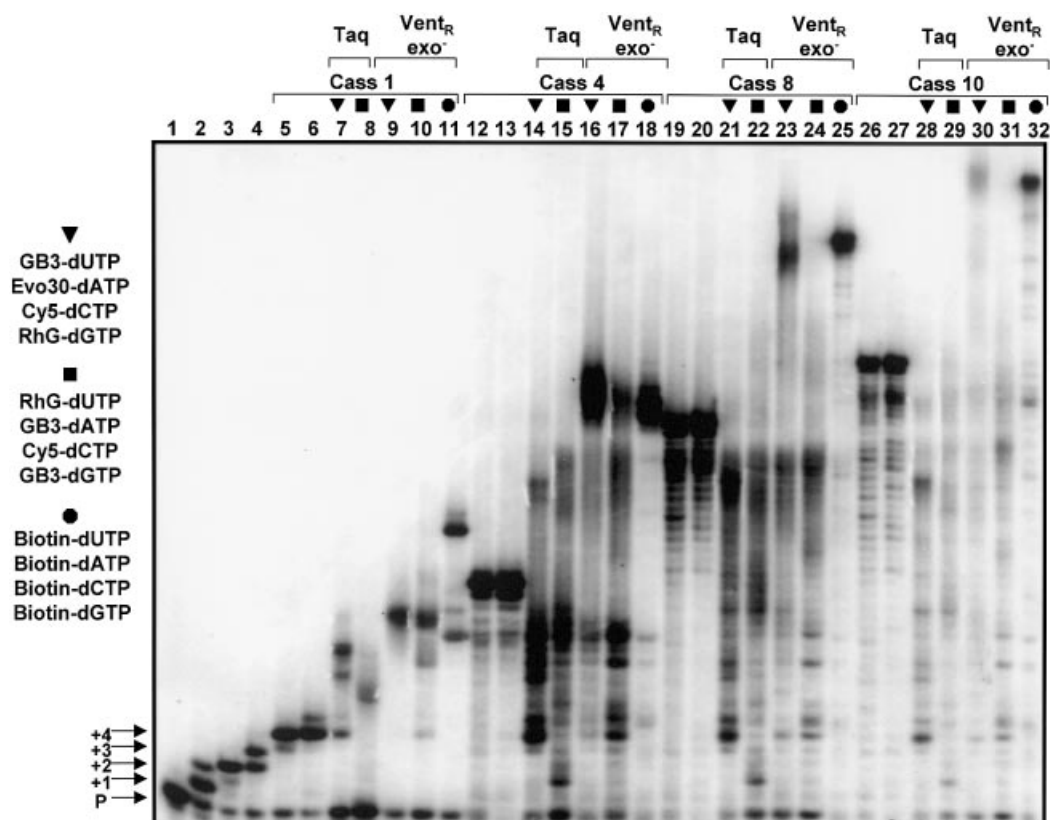 Taq VentR exo- Taq VentR exo- Taq VentR exo- Taq VentR exo-
Cass 1 Cass 4 Cass 8 Cass 10
▼ ■ ▼ ■ ● ▼ ■ ▼ ■ ● ▼ ■ ▼ ■ ● ▼ ■ ▼ ■ ●
1 2 3 4 5 6 7 8 9 10 11 12 13 14 15 16 17 18 19 20 21 22 23 24 25 26 27 28 29 30 31 32
▼
GB3-dUTP
Evo30-dATP
Cy5-dCTP
RhG-dGTP
■
RhG-dUTP
GB3-dATP
Cy5-dCTP
GB3-dGTP
●
Biotin-dUTP
Biotin-dATP
Biotin-dCTP
Biotin-dGTP
+4
+3
+2
+1
P